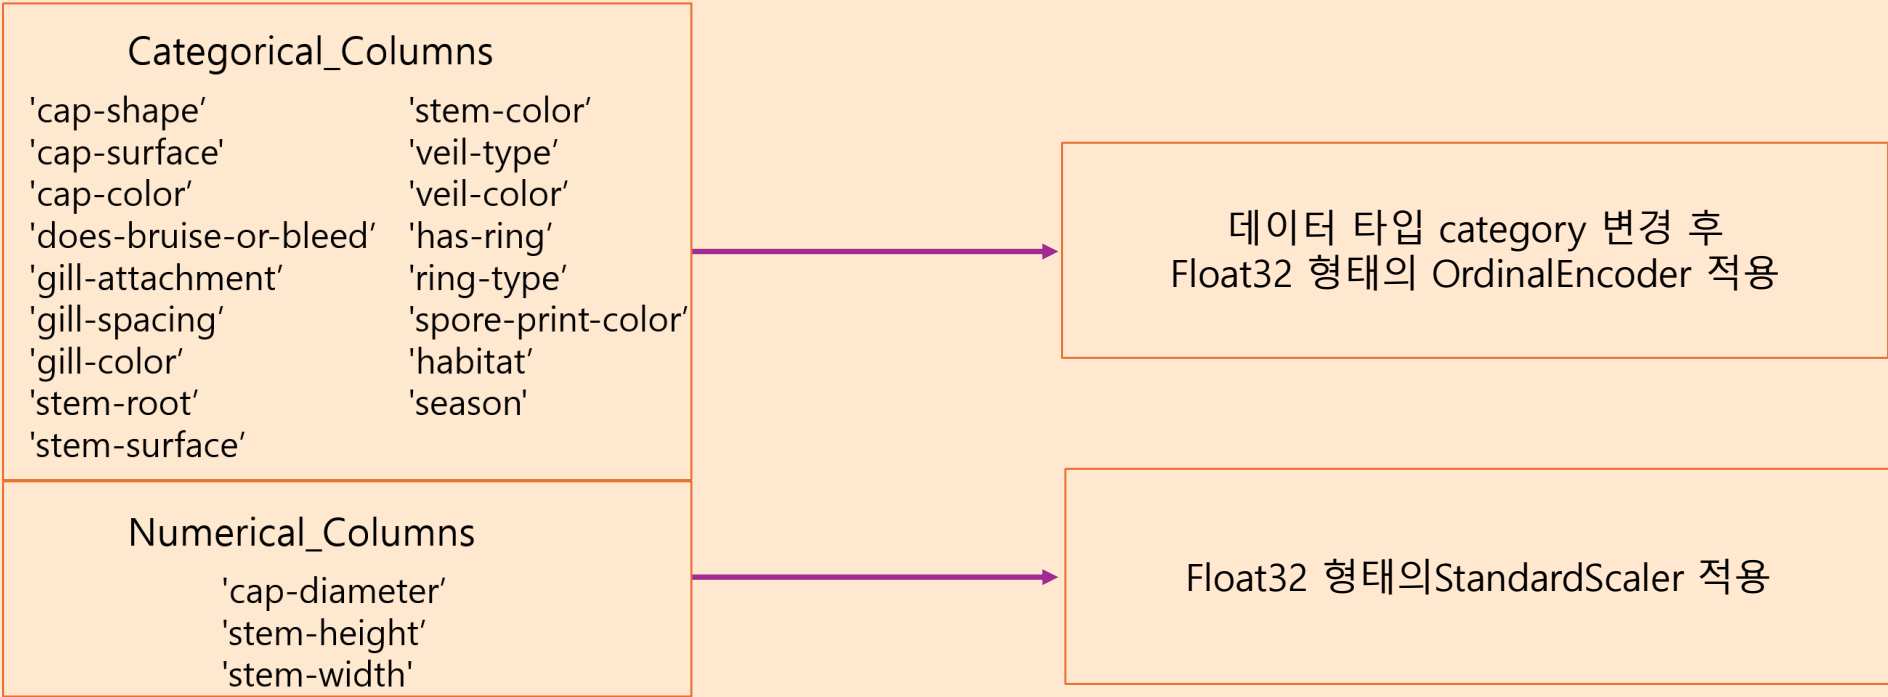 Categorical_Columns
'cap-shape’
'cap-surface'
'cap-color’
'does-bruise-or-bleed’
'gill-attachment’
'gill-spacing’
'gill-color’
'stem-root’
'stem-surface’
'stem-color’
'veil-type’
'veil-color’
'has-ring’
'ring-type’
'spore-print-color’
'habitat’
'season'
데이터 타입 category 변경 후
Float32 형태의 OrdinalEncoder 적용
Numerical_Columns
'cap-diameter’
'stem-height’
'stem-width'
Float32 형태의StandardScaler 적용